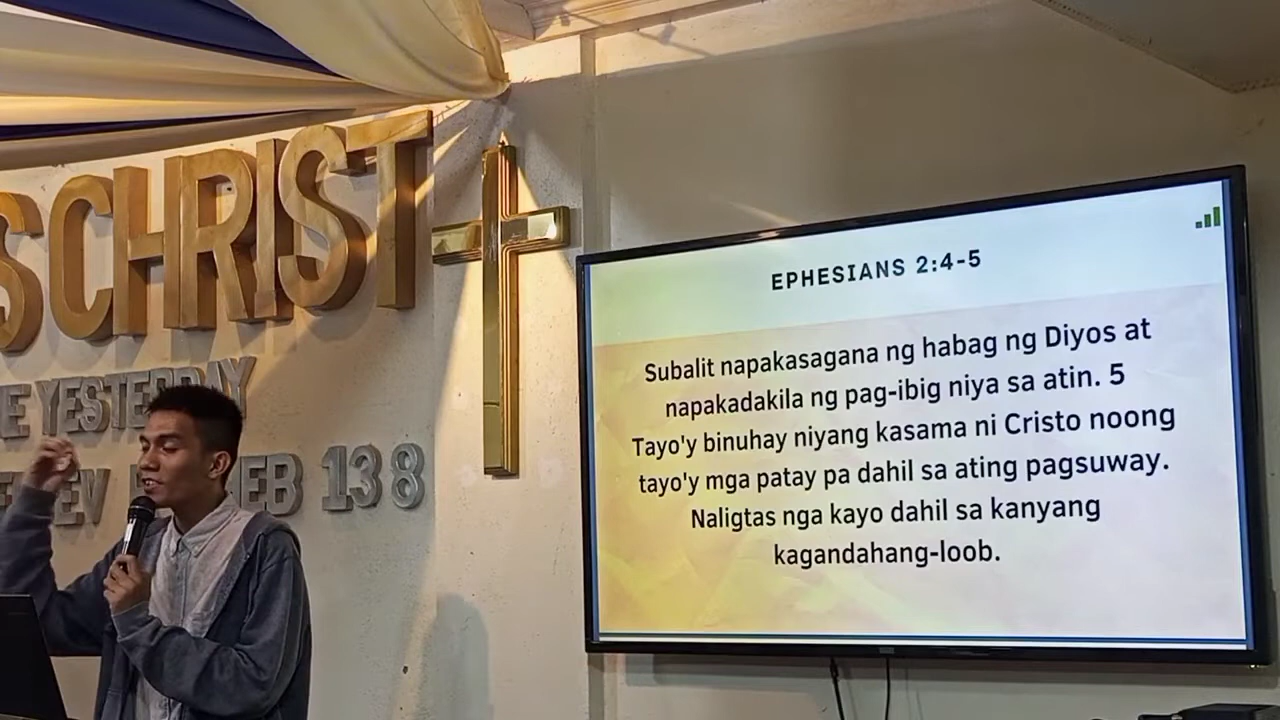 SCHRIST
YESTERDAY
EV
HEB 13 8
EPHESIANS 2:4-5
Subalit napakasagana ng habag ng Diyos at
napakadakila ng pag-ibig niya sa atin. 5
Tayo'y binuhay niyang kasama ni Cristo noong
tayo'y mga patay pa dahil sa ating pagsuway.
Naligtas nga kayo dahil sa kanyang
kagandahang-loob.